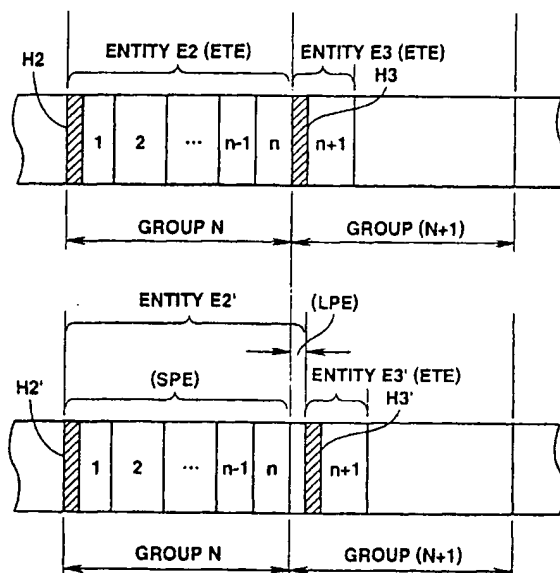 ENTITY E2 (ETE) ENTITY E3 (ETE)
H2 H3
1 2 ... n-1 n n+1
GROUP N GROUP (N+1)
ENTITY E2' (LPE)
(SPE) ENTITY E3' (ETE)
H2' H3'
1 2 ... n-1 n n+1
GROUP N GROUP (N+1)